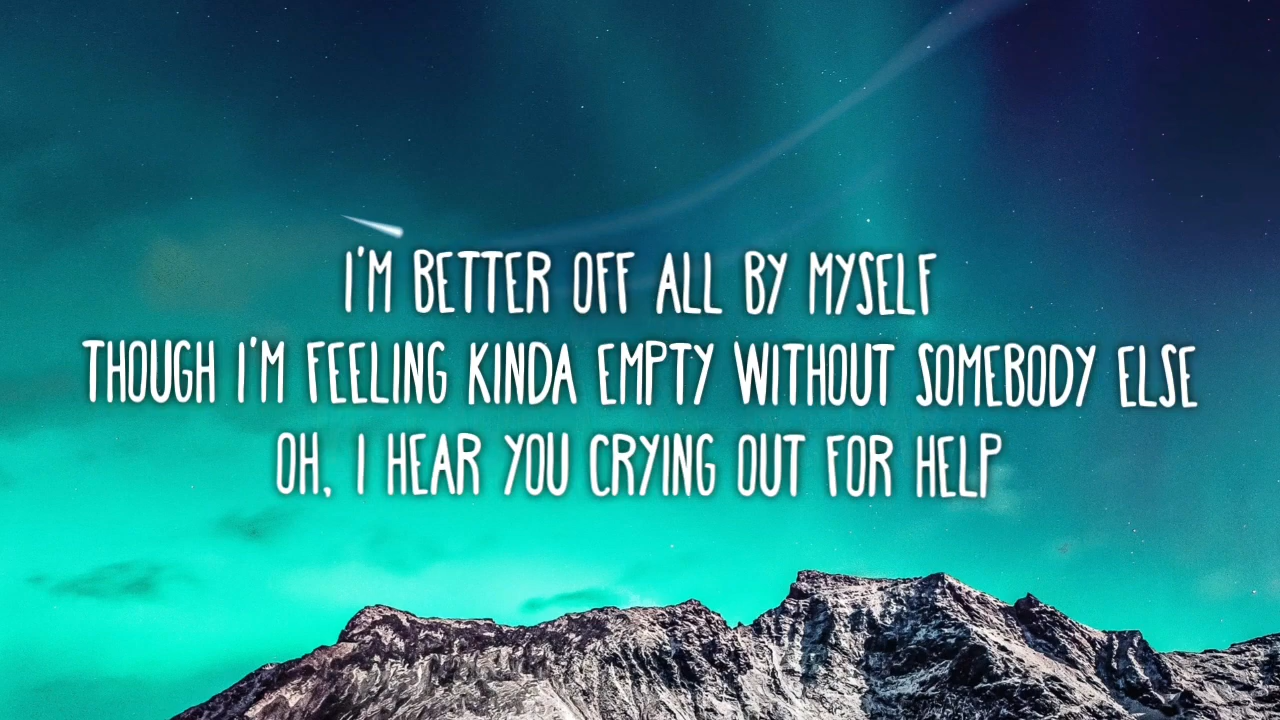 I'M BETTER OFF ALL BY MYSELF
THOUGH I'M FEELING KINDA EMPTY WITHOUT SOMEBODY ELSE
OH, I HEAR YOU CRYING OUT FOR HELP